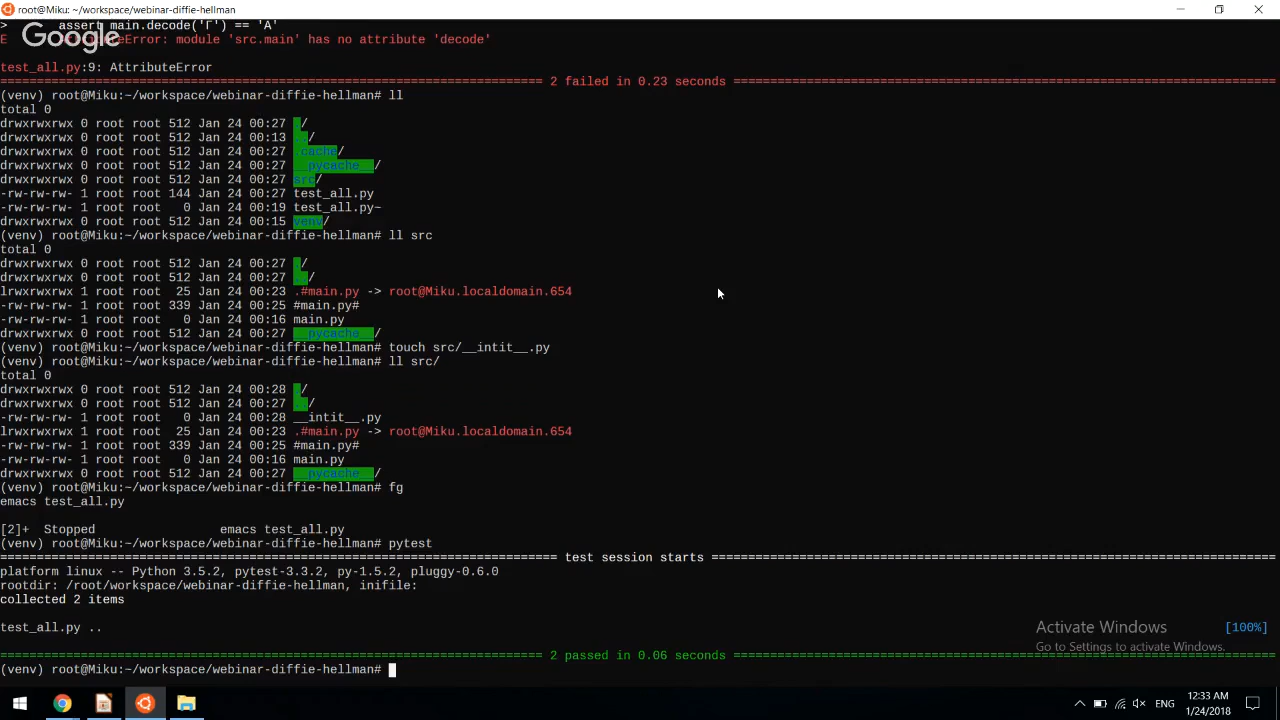 root@Miku: ~/workspace/webinar-diffie-hellman
>       assert main.decode('Г') == 'А'
E AttributeError: module 'src.main' has no attribute 'decode'
Google
test_all.py:9: AttributeError
2 failed in 0.23 seconds
(venv) root@Miku:~/workspace/webinar-diffie-hellman# ll
total 0
drwxrwxrwx 0 root root 512 Jan 24 00:27 ./
drwxrwxrwx 0 root root 512 Jan 24 00:13 ../
drwxrwxrwx 0 root root 512 Jan 24 00:27 .cache/
drwxrwxrwx 0 root root 512 Jan 24 00:27 __pycache__/
drwxrwxrwx 0 root root 512 Jan 24 00:27 src/
-rw-rw-rw- 1 root root 144 Jan 24 00:27 test_all.py
-rw-rw-rw- 1 root root   0 Jan 24 00:19 test_all.py~
drwxrwxrwx 0 root root 512 Jan 24 00:15 venv/
(venv) root@Miku:~/workspace/webinar-diffie-hellman# ll src
total 0
drwxrwxrwx 0 root root 512 Jan 24 00:27 ./
drwxrwxrwx 0 root root 512 Jan 24 00:27 ../
lrwxrwxrwx 1 root root  25 Jan 24 00:23 .#main.py -> root@Miku.localdomain.654
-rw-rw-rw- 1 root root 339 Jan 24 00:25 #main.py#
-rw-rw-rw- 1 root root   0 Jan 24 00:16 main.py
drwxrwxrwx 0 root root 512 Jan 24 00:27 __pycache__/
(venv) root@Miku:~/workspace/webinar-diffie-hellman# touch src/__intit__.py
(venv) root@Miku:~/workspace/webinar-diffie-hellman# ll src/
total 0
drwxrwxrwx 0 root root 512 Jan 24 00:28 ./
drwxrwxrwx 0 root root 512 Jan 24 00:27 ../
-rw-rw-rw- 1 root root   0 Jan 24 00:28 __intit__.py
lrwxrwxrwx 1 root root  25 Jan 24 00:23 .#main.py -> root@Miku.localdomain.654
-rw-rw-rw- 1 root root 339 Jan 24 00:25 #main.py#
-rw-rw-rw- 1 root root   0 Jan 24 00:16 main.py
drwxrwxrwx 0 root root 512 Jan 24 00:27 __pycache__/
(venv) root@Miku:~/workspace/webinar-diffie-hellman# fg
emacs test_all.py
[2]+  Stopped                 emacs test_all.py
(venv) root@Miku:~/workspace/webinar-diffie-hellman# pytest
test session starts
platform linux -- Python 3.5.2, pytest-3.3.2, py-1.5.2, pluggy-0.6.0
rootdir: /root/workspace/webinar-diffie-hellman, inifile:
collected 2 items
test_all.py .. [100%]
Activate Windows
Go to Settings to activate Windows.
2 passed in 0.06 seconds
(venv) root@Miku:~/workspace/webinar-diffie-hellman#
ENG
12:33 AM
1/24/2018